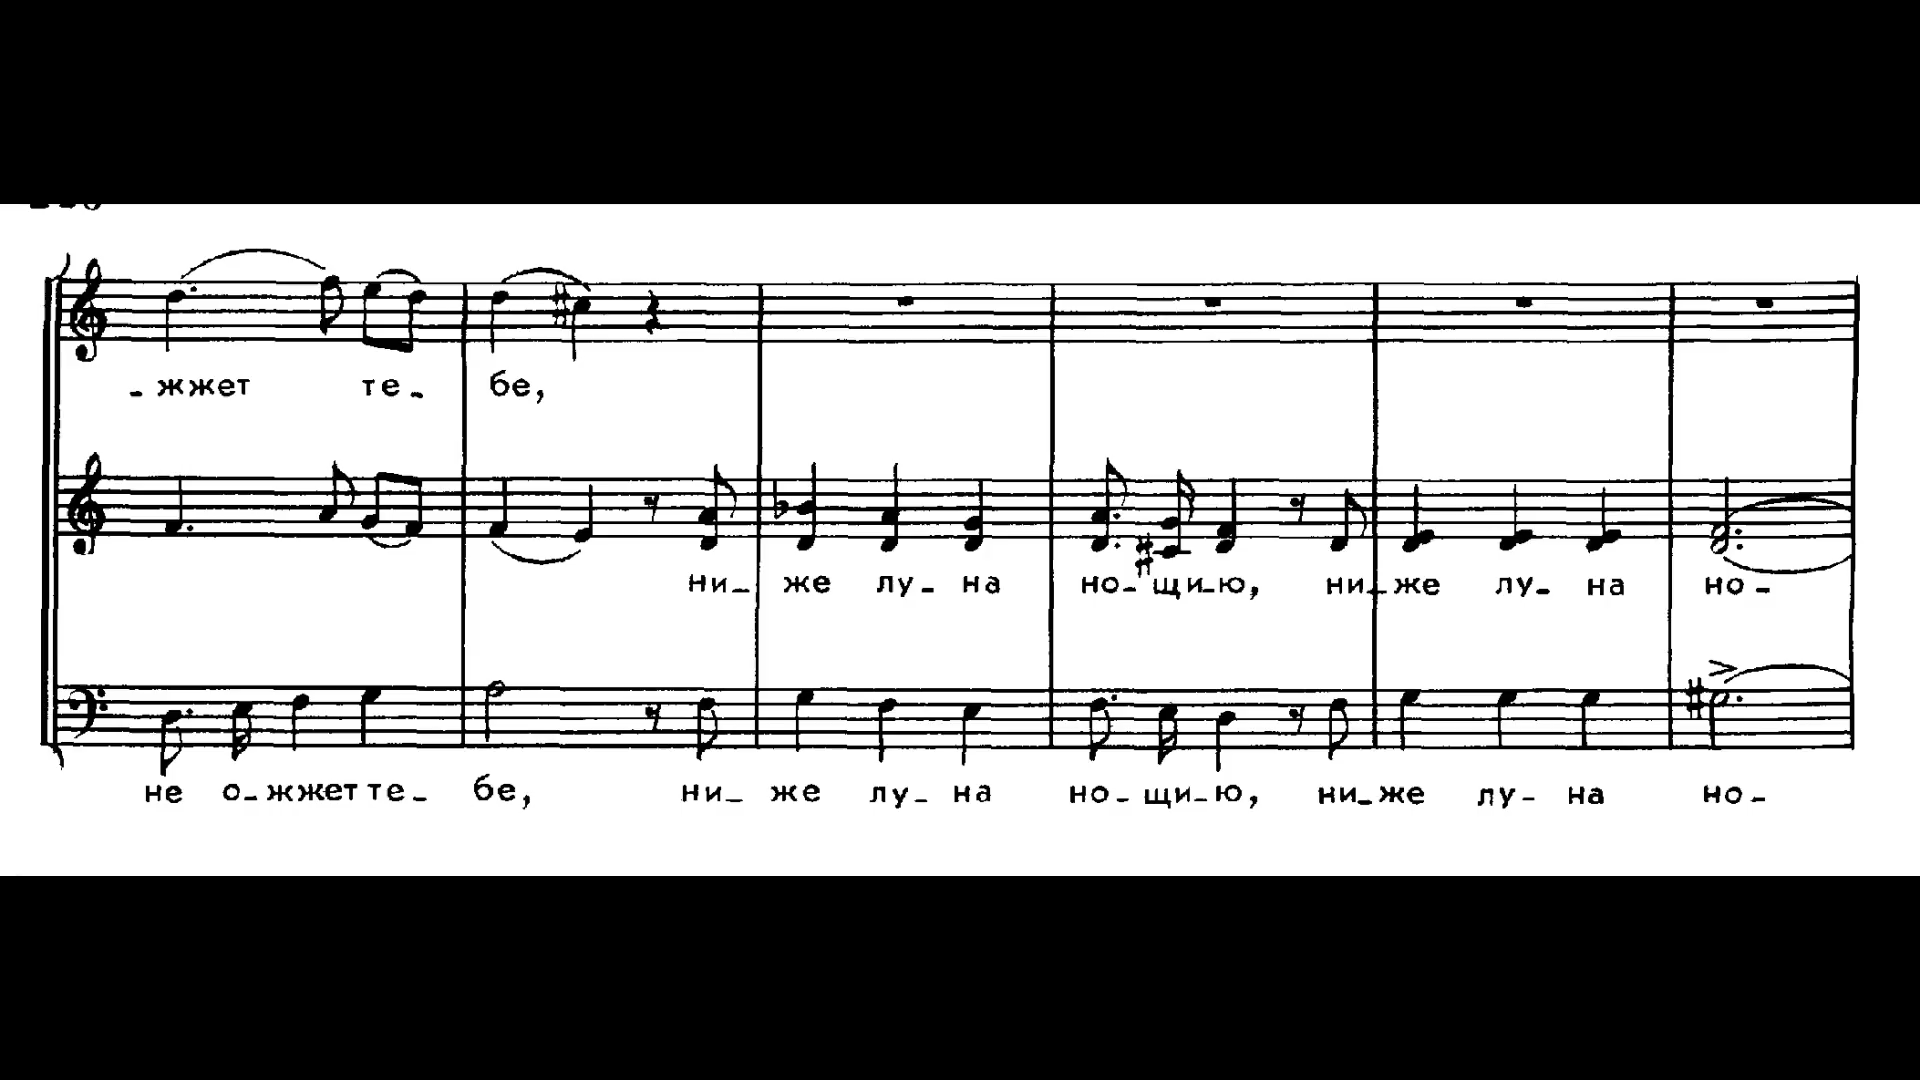 - жжет те - бе,
ни - же лу - на но - щи - ю, ни - же лу - на но -
не о - жжет те - бе, ни - же лу - на но - щи - ю, ни - же лу - на но -